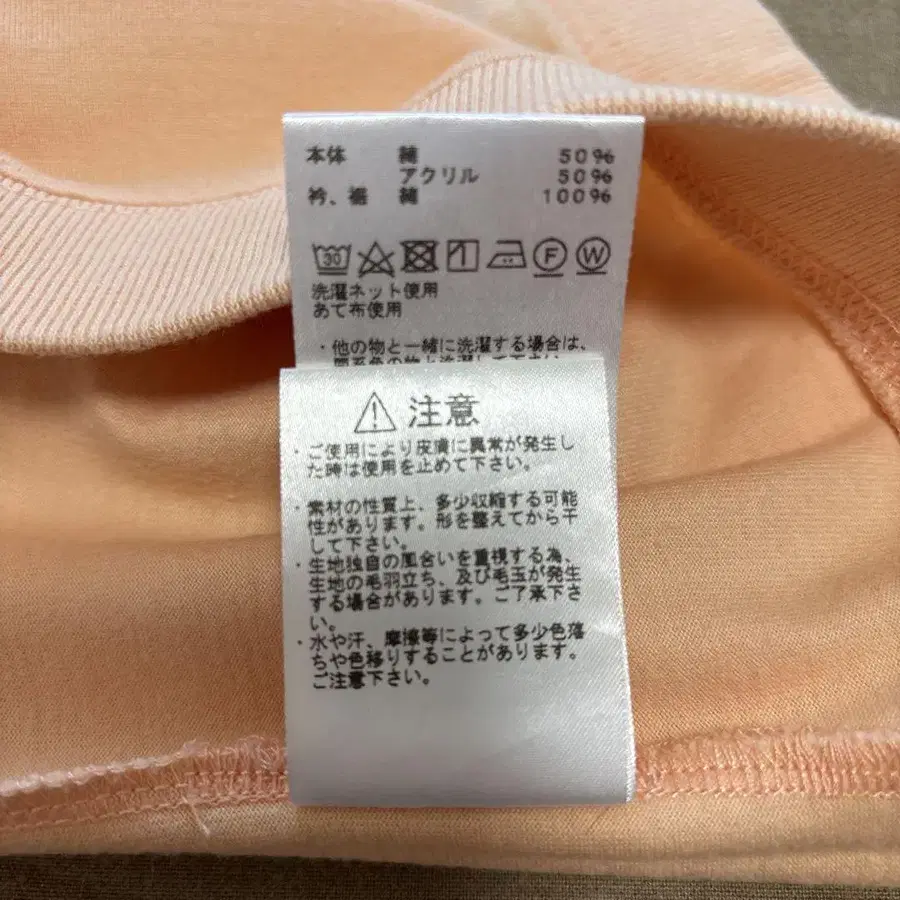 本体 綿 50%
アクリル 50%
衿、裾 綿 100%
30 F W
洗濯ネット使用
あて布使用
・他の物と一緒に洗濯する場合は、
注意
・ご使用により皮膚に異常が発生し
た時は使用を止めて下さい。
・素材の性質上、多少収縮する可能
性があります。形を整えてから干
して下さい。
・生地独自の風合いを重視する為、
生地の毛羽立ち、及び毛玉が発生
する場合があります。ご了承下さ
い。
・水や汗、摩擦等によって多少色落
ちや色移りすることがあります。
ご注意下さい。